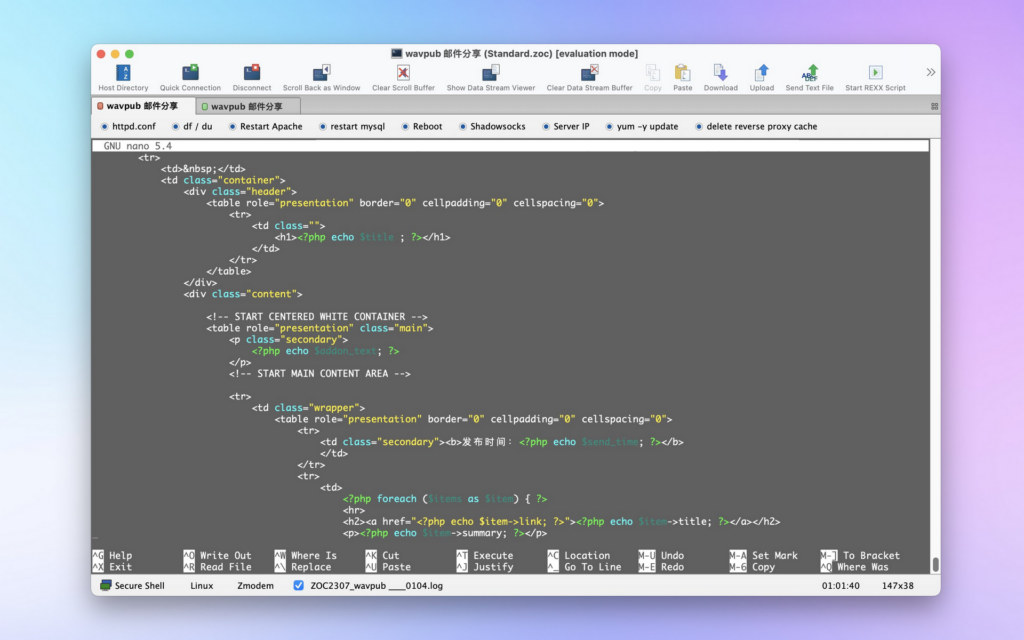 wavpub 邮件分享 (Standard.zoc) [evaluation mode]
Host Directory Quick Connection Disconnect Scroll Back as Window Clear Scroll Buffer Show Data Stream Viewer Clear Data Stream Buffer Copy Paste Download Upload Send Text File Start REXX Script
wavpub 邮件分享 wavpub 邮件分享
httpd.conf df / du Restart Apache restart mysql Reboot Shadowsocks Server IP yum -y update delete reverse proxy cache
GNU nano 5.4
<tr>
<td>&nbsp;</td>
<td class="container">
<div class="header">
<table role="presentation" border="0" cellpadding="0" cellspacing="0">
<tr>
<td class="">
<h1><?php echo $title ; ?></h1>
</td>
</tr>
</table>
</div>
<div class="content">
<!-- START CENTERED WHITE CONTAINER -->
<table role="presentation" class="main">
<p class="secondary">
<?php echo $addon_text; ?>
</p>
<!-- START MAIN CONTENT AREA -->
<tr>
<td class="wrapper">
<table role="presentation" border="0" cellpadding="0" cellspacing="0">
<tr>
<td class="secondary"><b>发布时间：<?php echo $send_time; ?></b>
</td>
</tr>
<tr>
<td>
<?php foreach ($items as $item) { ?>
<hr>
<h2><a href="<?php echo $item->link; ?>"><?php echo $item->title; ?></a></h2>
<p><?php echo $item->summary; ?></p>
^G Help ^O Write Out ^W Where Is ^K Cut ^T Execute ^C Location M-U Undo M-A Set Mark M-] To Bracket
^X Exit ^R Read File ^\ Replace ^U Paste ^J Justify ^_ Go To Line M-E Redo M-6 Copy ^Q Where Was
Secure Shell Linux Zmodem ZOC2307_wavpub ___0104.log 01:01:40 147x38